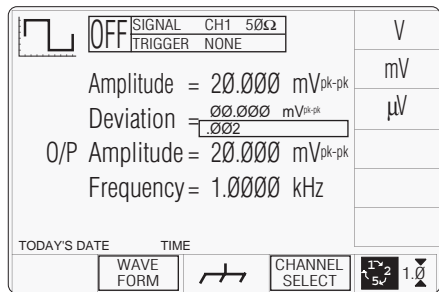 OFF SIGNAL CH1 5ØΩ
TRIGGER NONE
V
mV
µV
Amplitude = 2Ø.ØØØ mVpk-pk
Deviation = ØØ.ØØØ mVpk-pk
.ØØ2
O/P Amplitude = 2Ø.ØØØ mVpk-pk
Frequency = 1.ØØØØ kHz
TODAY'S DATE TIME
WAVE FORM
CHANNEL SELECT
1 2 5 1.Ø